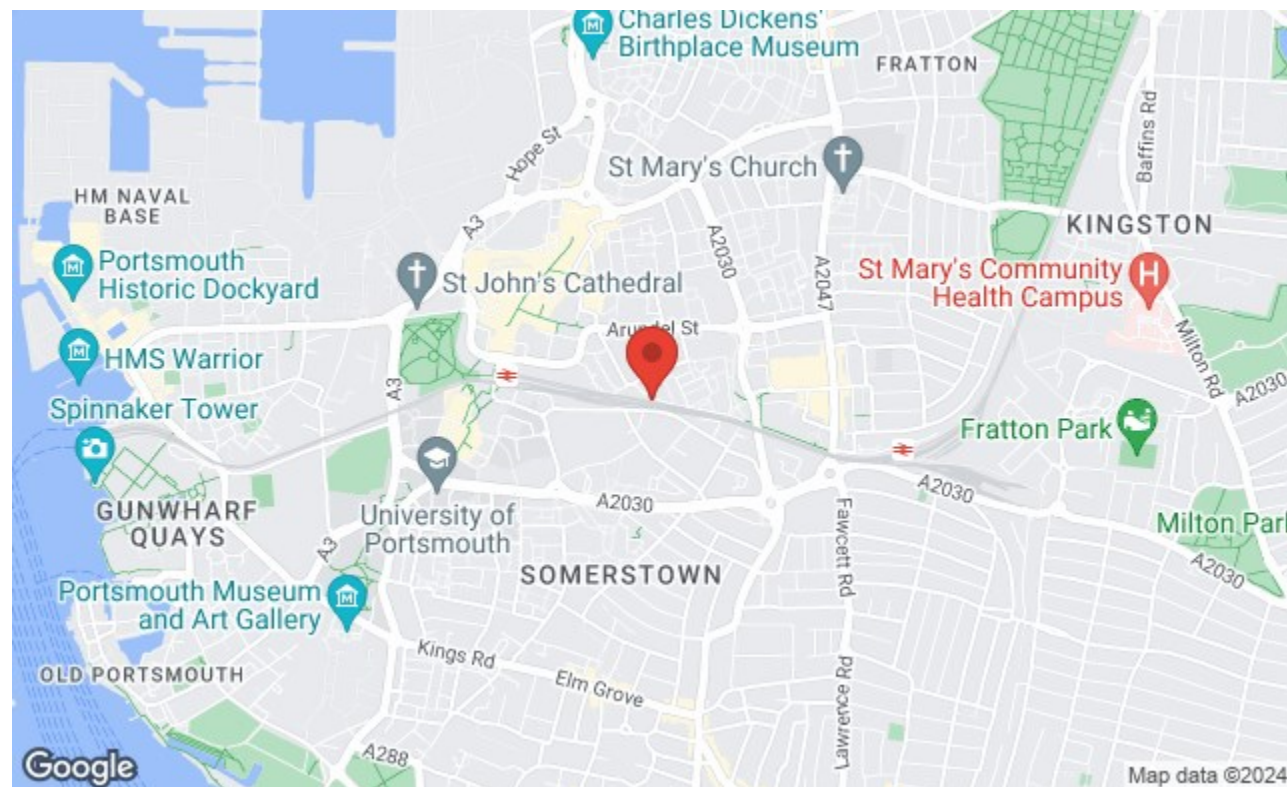 Charles Dickens'
Birthplace Museum
FRATTON
Baffins Rd
Hope St
St Mary's Church
HM NAVAL
BASE
A3
A2030
KINGSTON
Portsmouth
Historic Dockyard
St John's Cathedral
A2047
St Mary's Community
Health Campus
H
Arundel St
HMS Warrior
Milton Rd
A3
A2030
Spinnaker Tower
Fratton Park
GUNWHARF
QUAYS
University of
Portsmouth
A2030
A2030
Fawcett Rd
Milton Park
A3
SOMERSTOWN
A2030
Portsmouth Museum
and Art Gallery
Kings Rd
OLD PORTSMOUTH
Elm Grove
Lawrence Rd
A288
Google
Map data ©2024